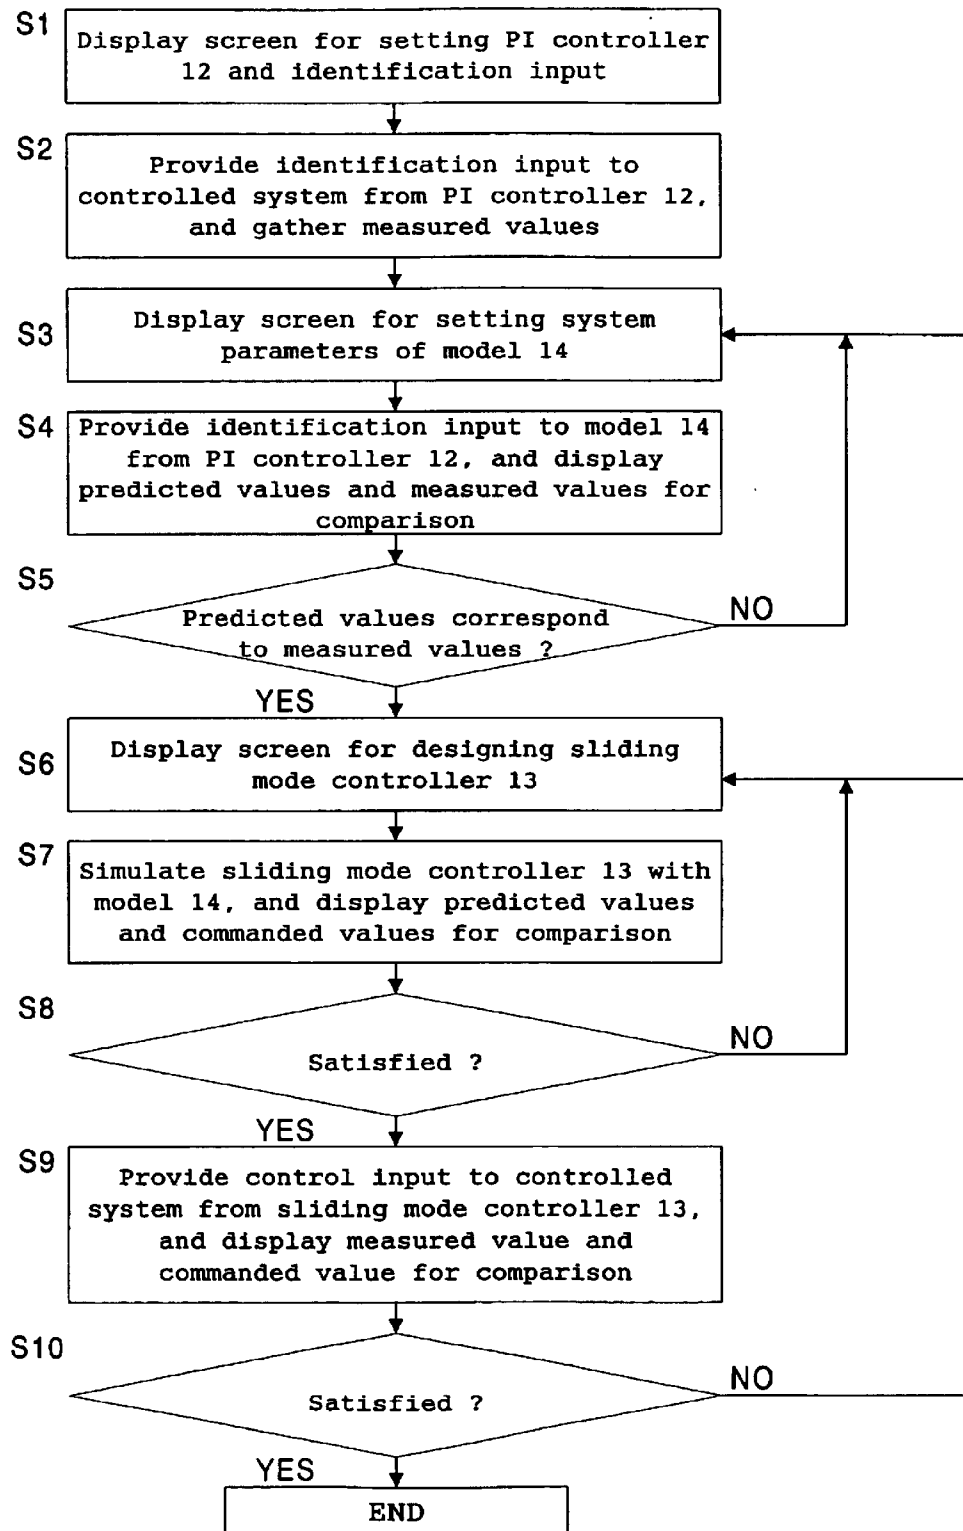 S1
Display screen for setting PI controller
12 and identification input
S2
Provide identification input to
controlled system from PI controller 12,
and gather measured values
S3
Display screen for setting system
parameters of model 14
S4
Provide identification input to model 14
from PI controller 12, and display
predicted values and measured values for
comparison
S5
Predicted values correspond
to measured values ?
NO
YES
S6
Display screen for designing sliding
mode controller 13
S7
Simulate sliding mode controller 13 with
model 14, and display predicted values
and commanded values for comparison
S8
Satisfied ?
NO
YES
S9
Provide control input to controlled
system from sliding mode controller 13,
and display measured value and
commanded value for comparison
S10
Satisfied ?
NO
YES
END